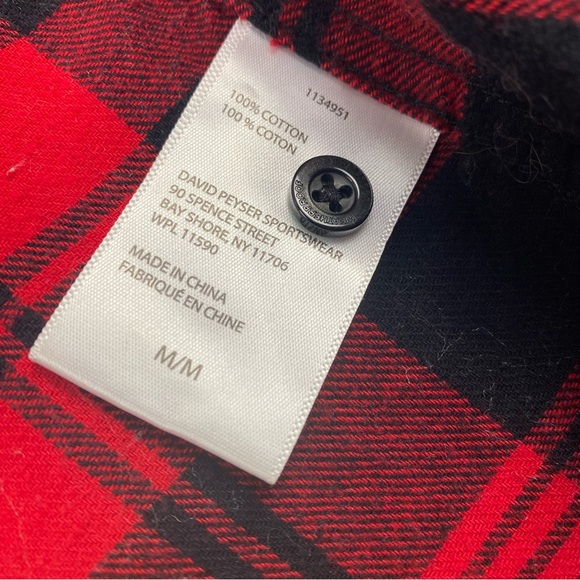 1134951
100% COTTON
100% COTON
DAVID PEYSER SPORTSWEAR
90 SPENCE STREET
BAY SHORE, NY 11706
WPL 11590
MADE IN CHINA
FABRIQUÉ EN CHINE
M/M